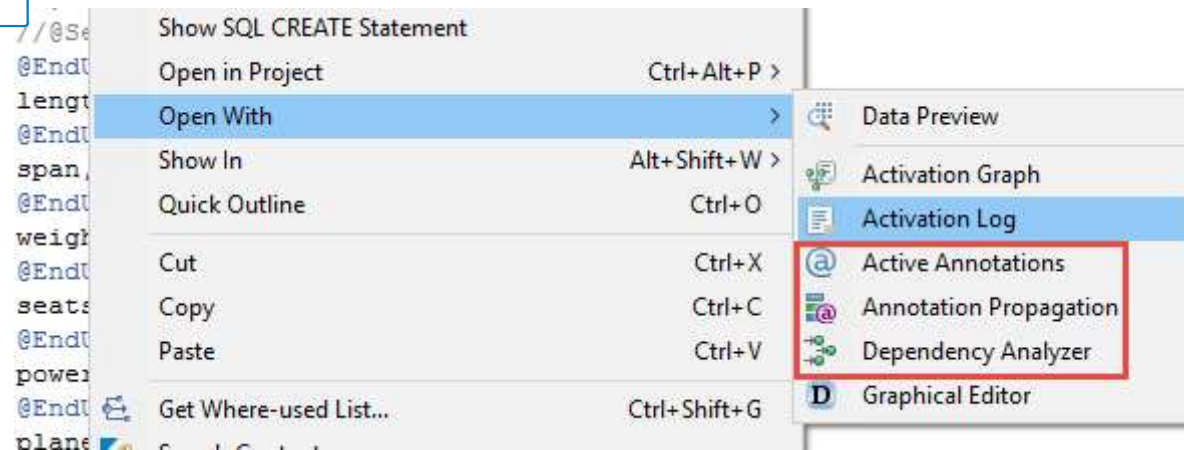 //@Se
Show SQL CREATE Statement
@EndU
Open in Project Ctrl+Alt+P >
lengt
Open With >
Data Preview
@EndU
span,
Show In Alt+Shift+W >
Activation Graph
@EndU
Quick Outline Ctrl+O
Activation Log
weigh
@EndU
Cut Ctrl+X
Active Annotations
seats
Copy Ctrl+C
Annotation Propagation
@EndU
Paste Ctrl+V
Dependency Analyzer
power
D Graphical Editor
@EndU
Get Where-used List... Ctrl+Shift+G
plane